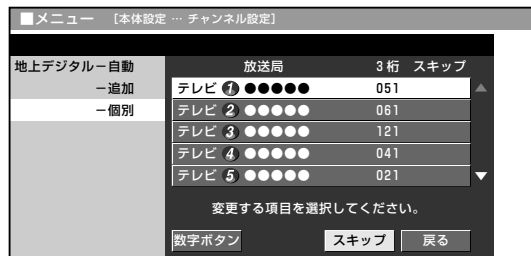 ■メニュー [本体設定 … チャンネル設定]
地上デジタル－自動 放送局 3桁 スキップ
－追加 テレビ 1 ●●●●● 051
－個別 テレビ 2 ●●●●● 061
テレビ 3 ●●●●● 121
テレビ 4 ●●●●● 041
テレビ 5 ●●●●● 021
変更する項目を選択してください。
数字ボタン スキップ 戻る